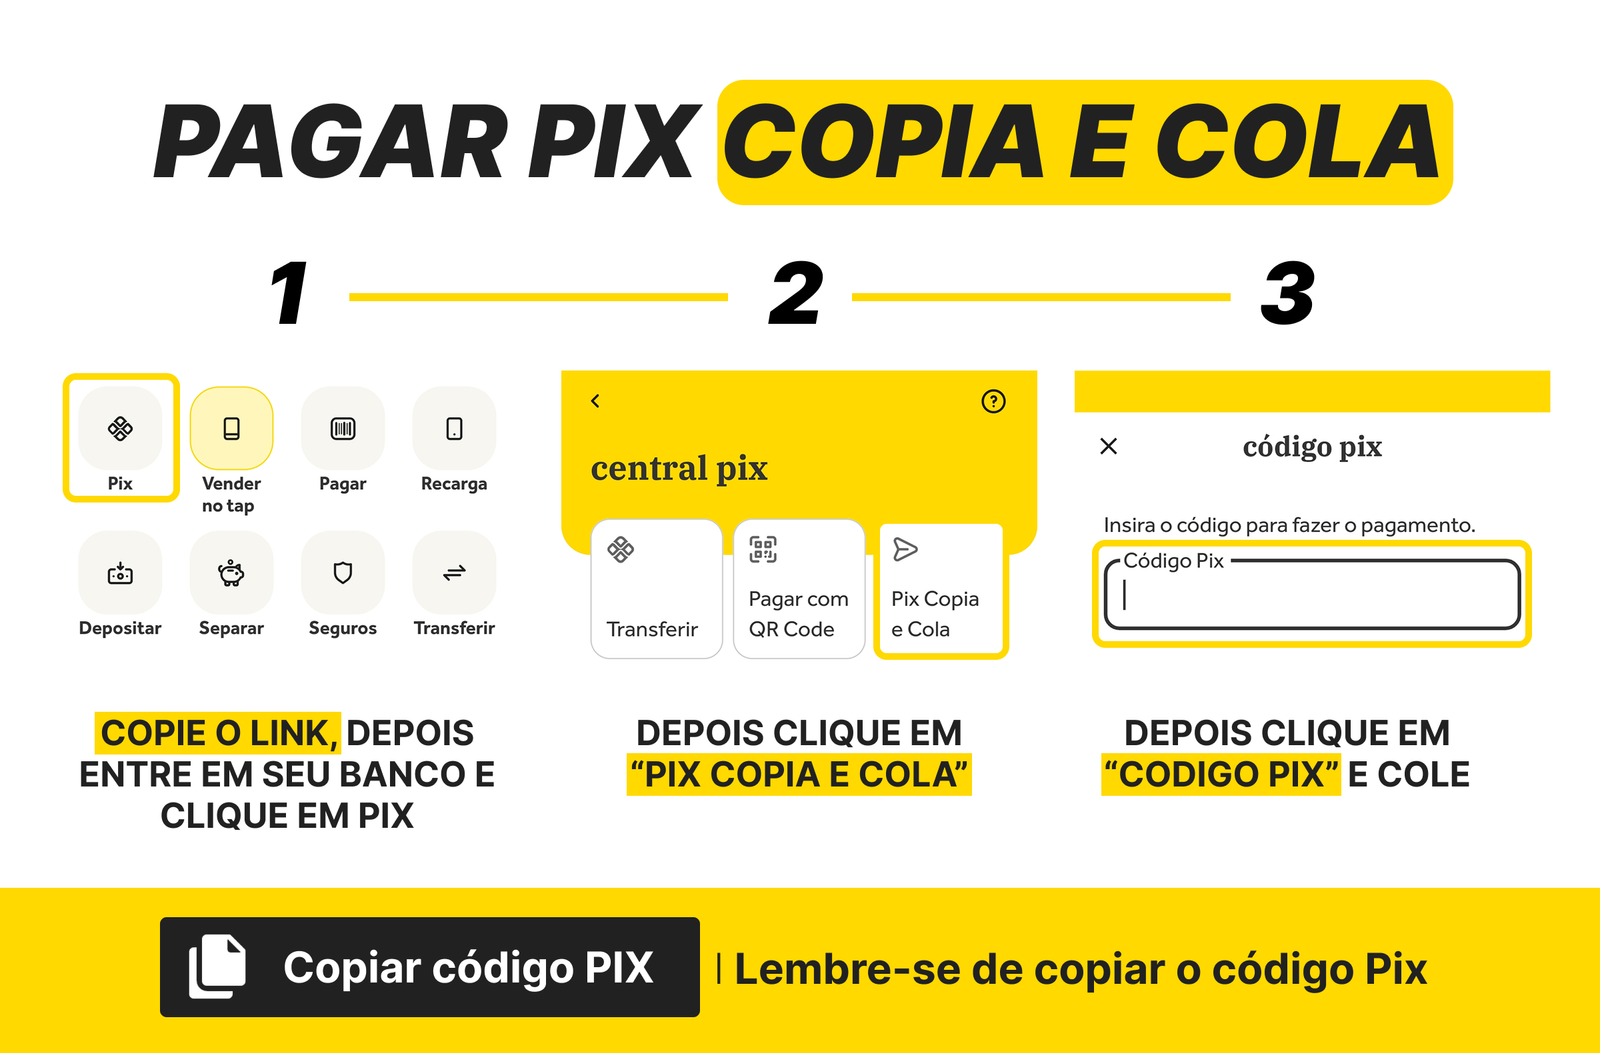 PAGAR PIX COPIA E COLA
1
2
3
Pix
Vender
no tap
Pagar
Recarga
Depositar
Separar
Seguros
Transferir
central pix
Transferir
Pagar com
QR Code
Pix Copia
e Cola
código pix
Insira o código para fazer o pagamento.
Código Pix
COPIE O LINK, DEPOIS
ENTRE EM SEU BANCO E
CLIQUE EM PIX
DEPOIS CLIQUE EM
“PIX COPIA E COLA”
DEPOIS CLIQUE EM
“CODIGO PIX” E COLE
Copiar código PIX
| Lembre-se de copiar o código Pix